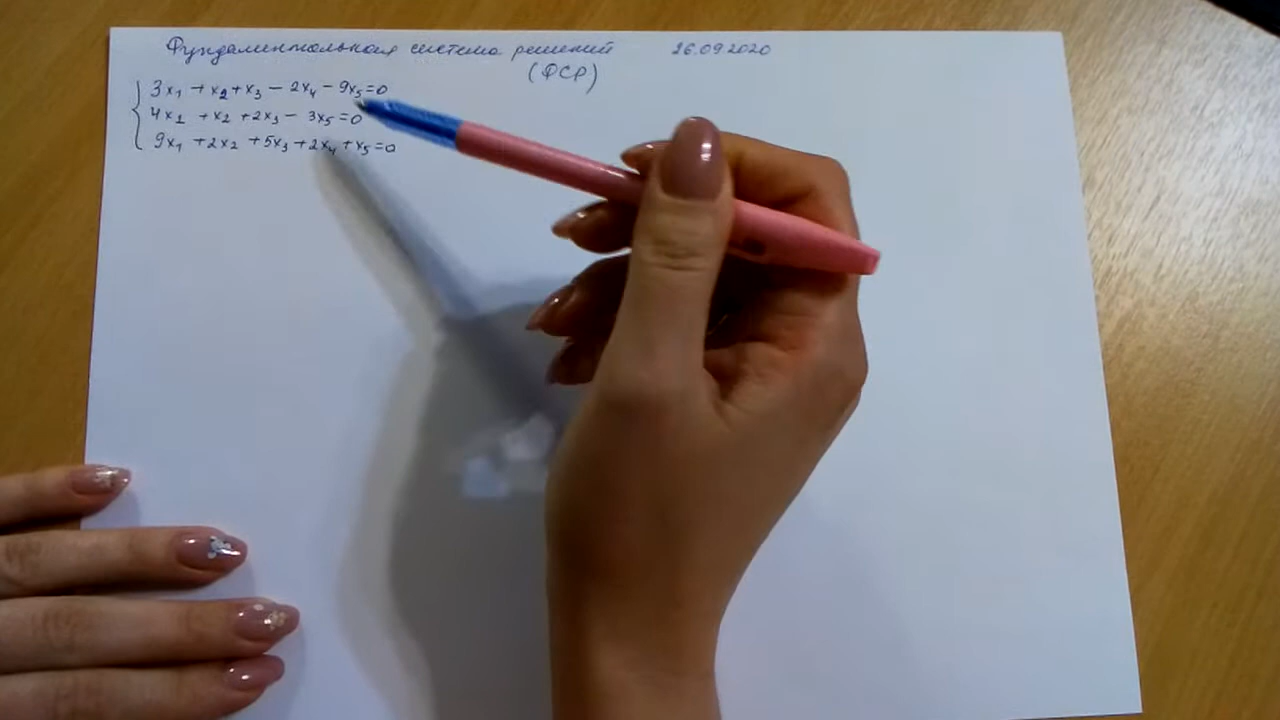 Фундаментальная система решений 26.09.2020
(ФСР)
3x₁ + x₂ + x₃ - 2x₄ - 9x₅ = 0
4x₁ + x₂ + 2x₃ - 3x₅ = 0
9x₁ + 2x₂ + 5x₃ + 2x₄ + x₅ = 0